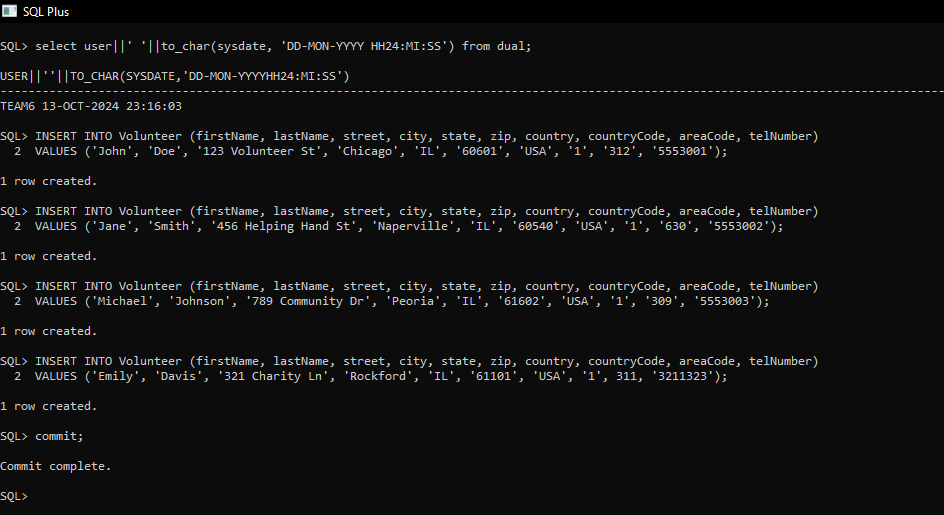 SQL Plus
SQL> select user||' '||to_char(sysdate, 'DD-MON-YYYY HH24:MI:SS') from dual;
USER||''||TO_CHAR(SYSDATE,'DD-MON-YYYYHH24:MI:SS')
--------------------------------------------------------------------------------------------------------------------------------------
TEAM6 13-OCT-2024 23:16:03
SQL> INSERT INTO Volunteer (firstName, lastName, street, city, state, zip, country, countryCode, areaCode, telNumber)
2  VALUES ('John', 'Doe', '123 Volunteer St', 'Chicago', 'IL', '60601', 'USA', '1', '312', '5553001');
1 row created.
SQL> INSERT INTO Volunteer (firstName, lastName, street, city, state, zip, country, countryCode, areaCode, telNumber)
2  VALUES ('Jane', 'Smith', '456 Helping Hand St', 'Naperville', 'IL', '60540', 'USA', '1', '630', '5553002');
1 row created.
SQL> INSERT INTO Volunteer (firstName, lastName, street, city, state, zip, country, countryCode, areaCode, telNumber)
2  VALUES ('Michael', 'Johnson', '789 Community Dr', 'Peoria', 'IL', '61602', 'USA', '1', '309', '5553003');
1 row created.
SQL> INSERT INTO Volunteer (firstName, lastName, street, city, state, zip, country, countryCode, areaCode, telNumber)
2  VALUES ('Emily', 'Davis', '321 Charity Ln', 'Rockford', 'IL', '61101', 'USA', '1', 311, '3211323');
1 row created.
SQL> commit;
Commit complete.
SQL>